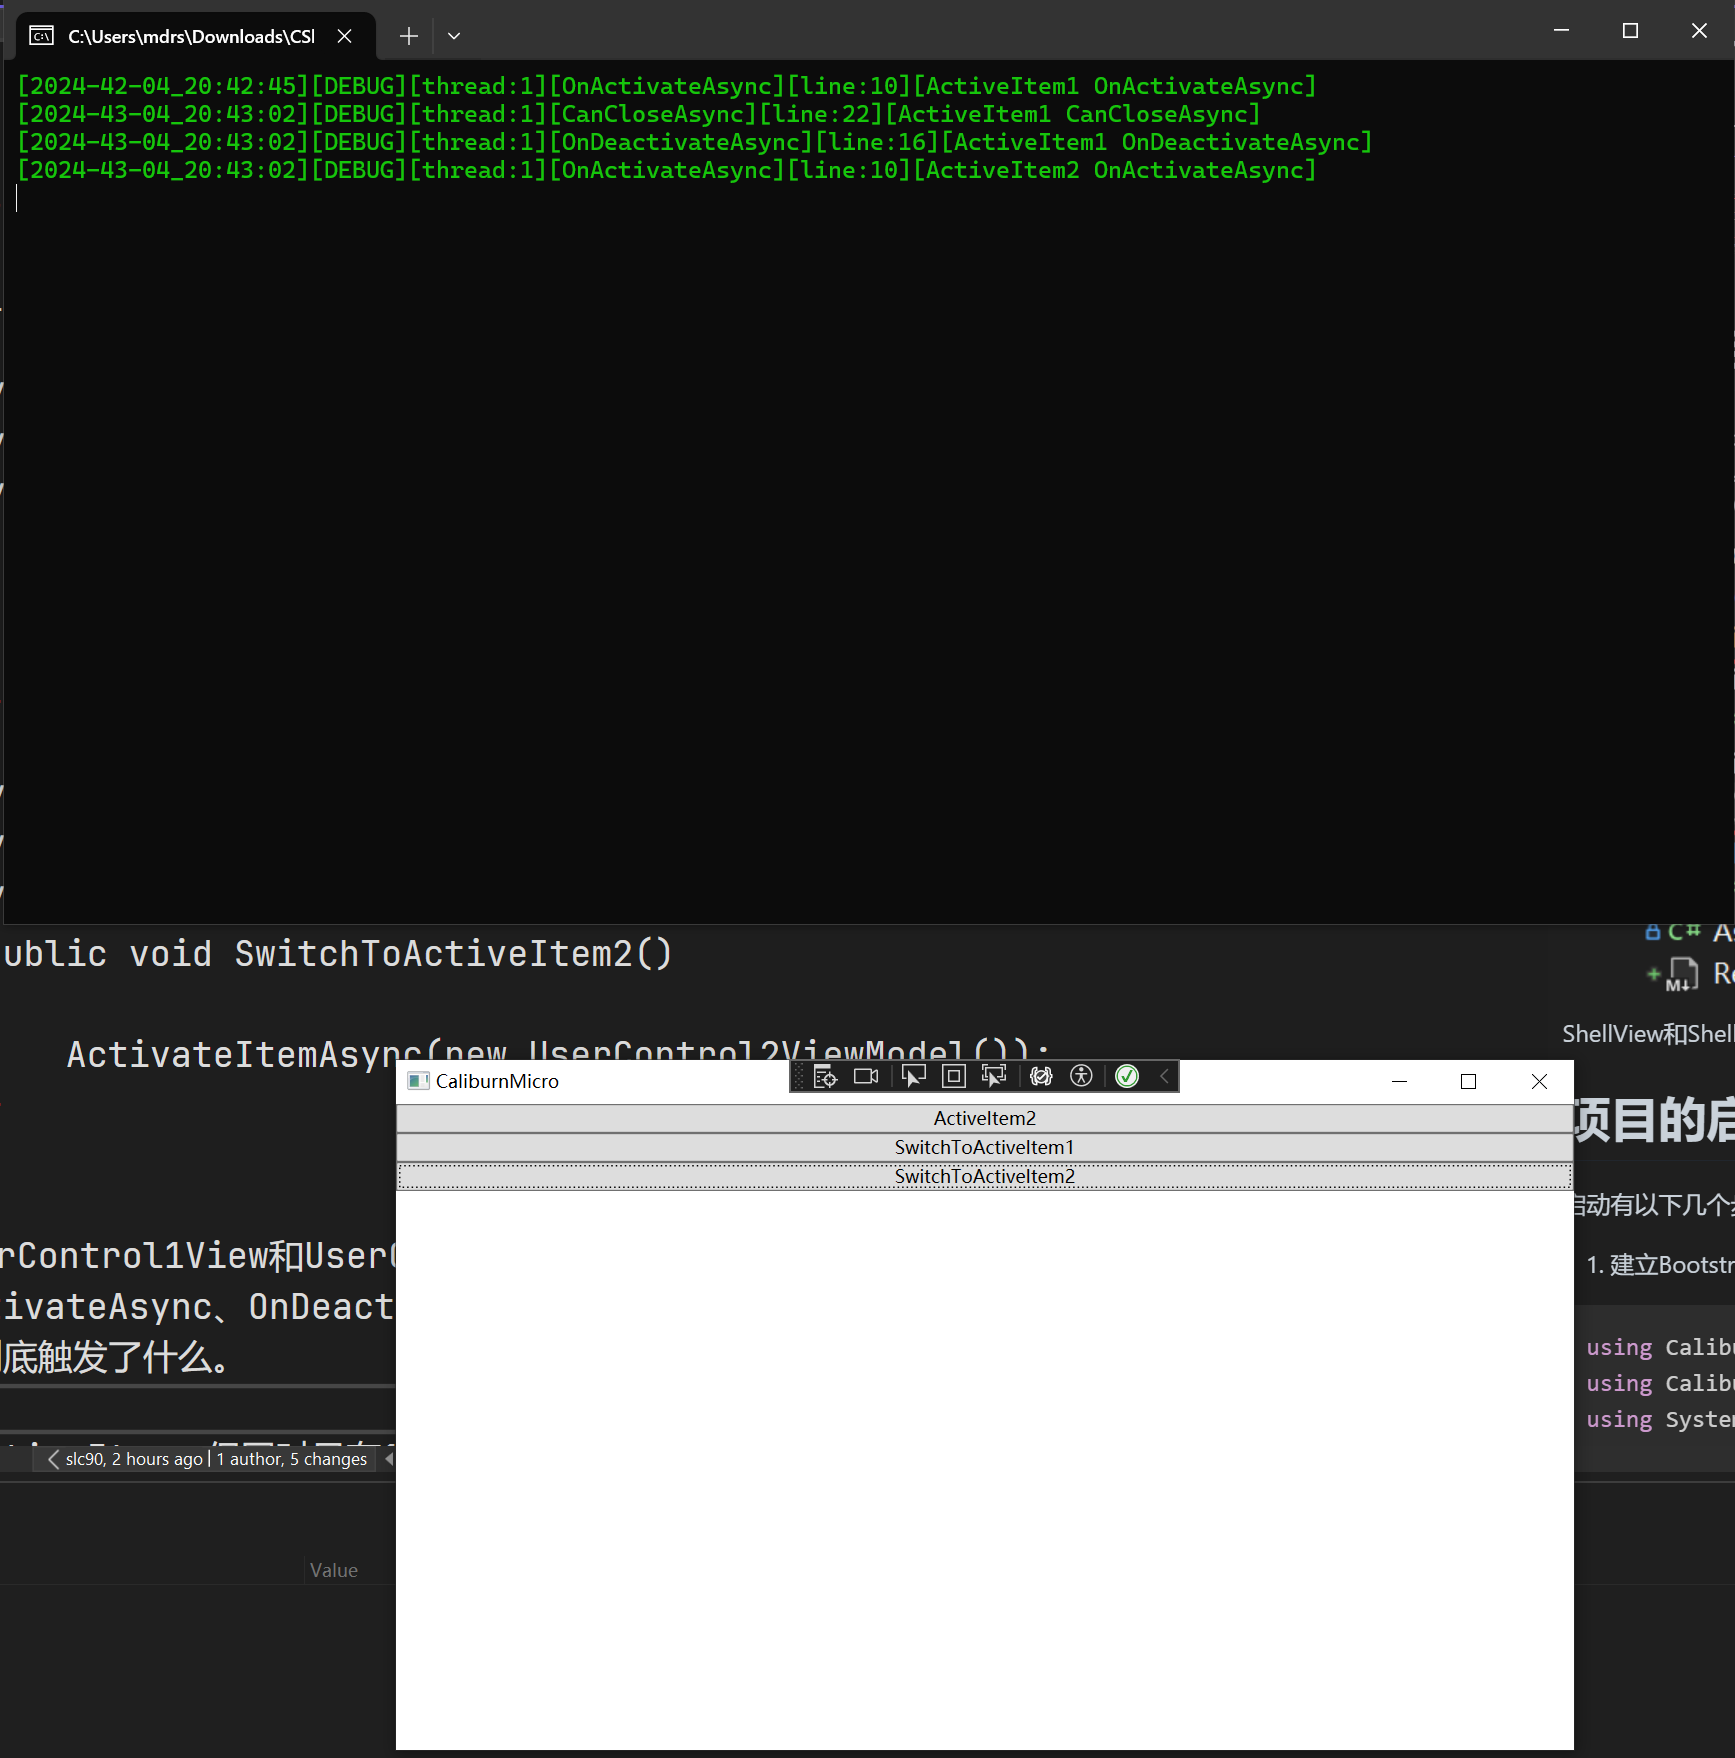 C:\Users\mdrs\Downloads\CSl
[2024-42-04_20:42:45][DEBUG][thread:1][OnActivateAsync][line:10][ActiveItem1 OnActivateAsync]
[2024-43-04_20:43:02][DEBUG][thread:1][CanCloseAsync][line:22][ActiveItem1 CanCloseAsync]
[2024-43-04_20:43:02][DEBUG][thread:1][OnDeactivateAsync][line:16][ActiveItem1 OnDeactivateAsync]
[2024-43-04_20:43:02][DEBUG][thread:1][OnActivateAsync][line:10][ActiveItem2 OnActivateAsync]
ublic void SwitchToActiveItem2()
ActivateItemAsync(new UserControl2ViewModel());
CaliburnMicro
ActiveItem2
SwitchToActiveItem1
SwitchToActiveItem2
rControl1View和User
ivateAsync、OnDeact
底触发了什么。
slc90, 2 hours ago | 1 author, 5 changes
Value
C# A
M↓ R
ShellView和Shell
项目的启
启动有以下几个
1. 建立Bootstr
using Calibu
using Calibu
using System